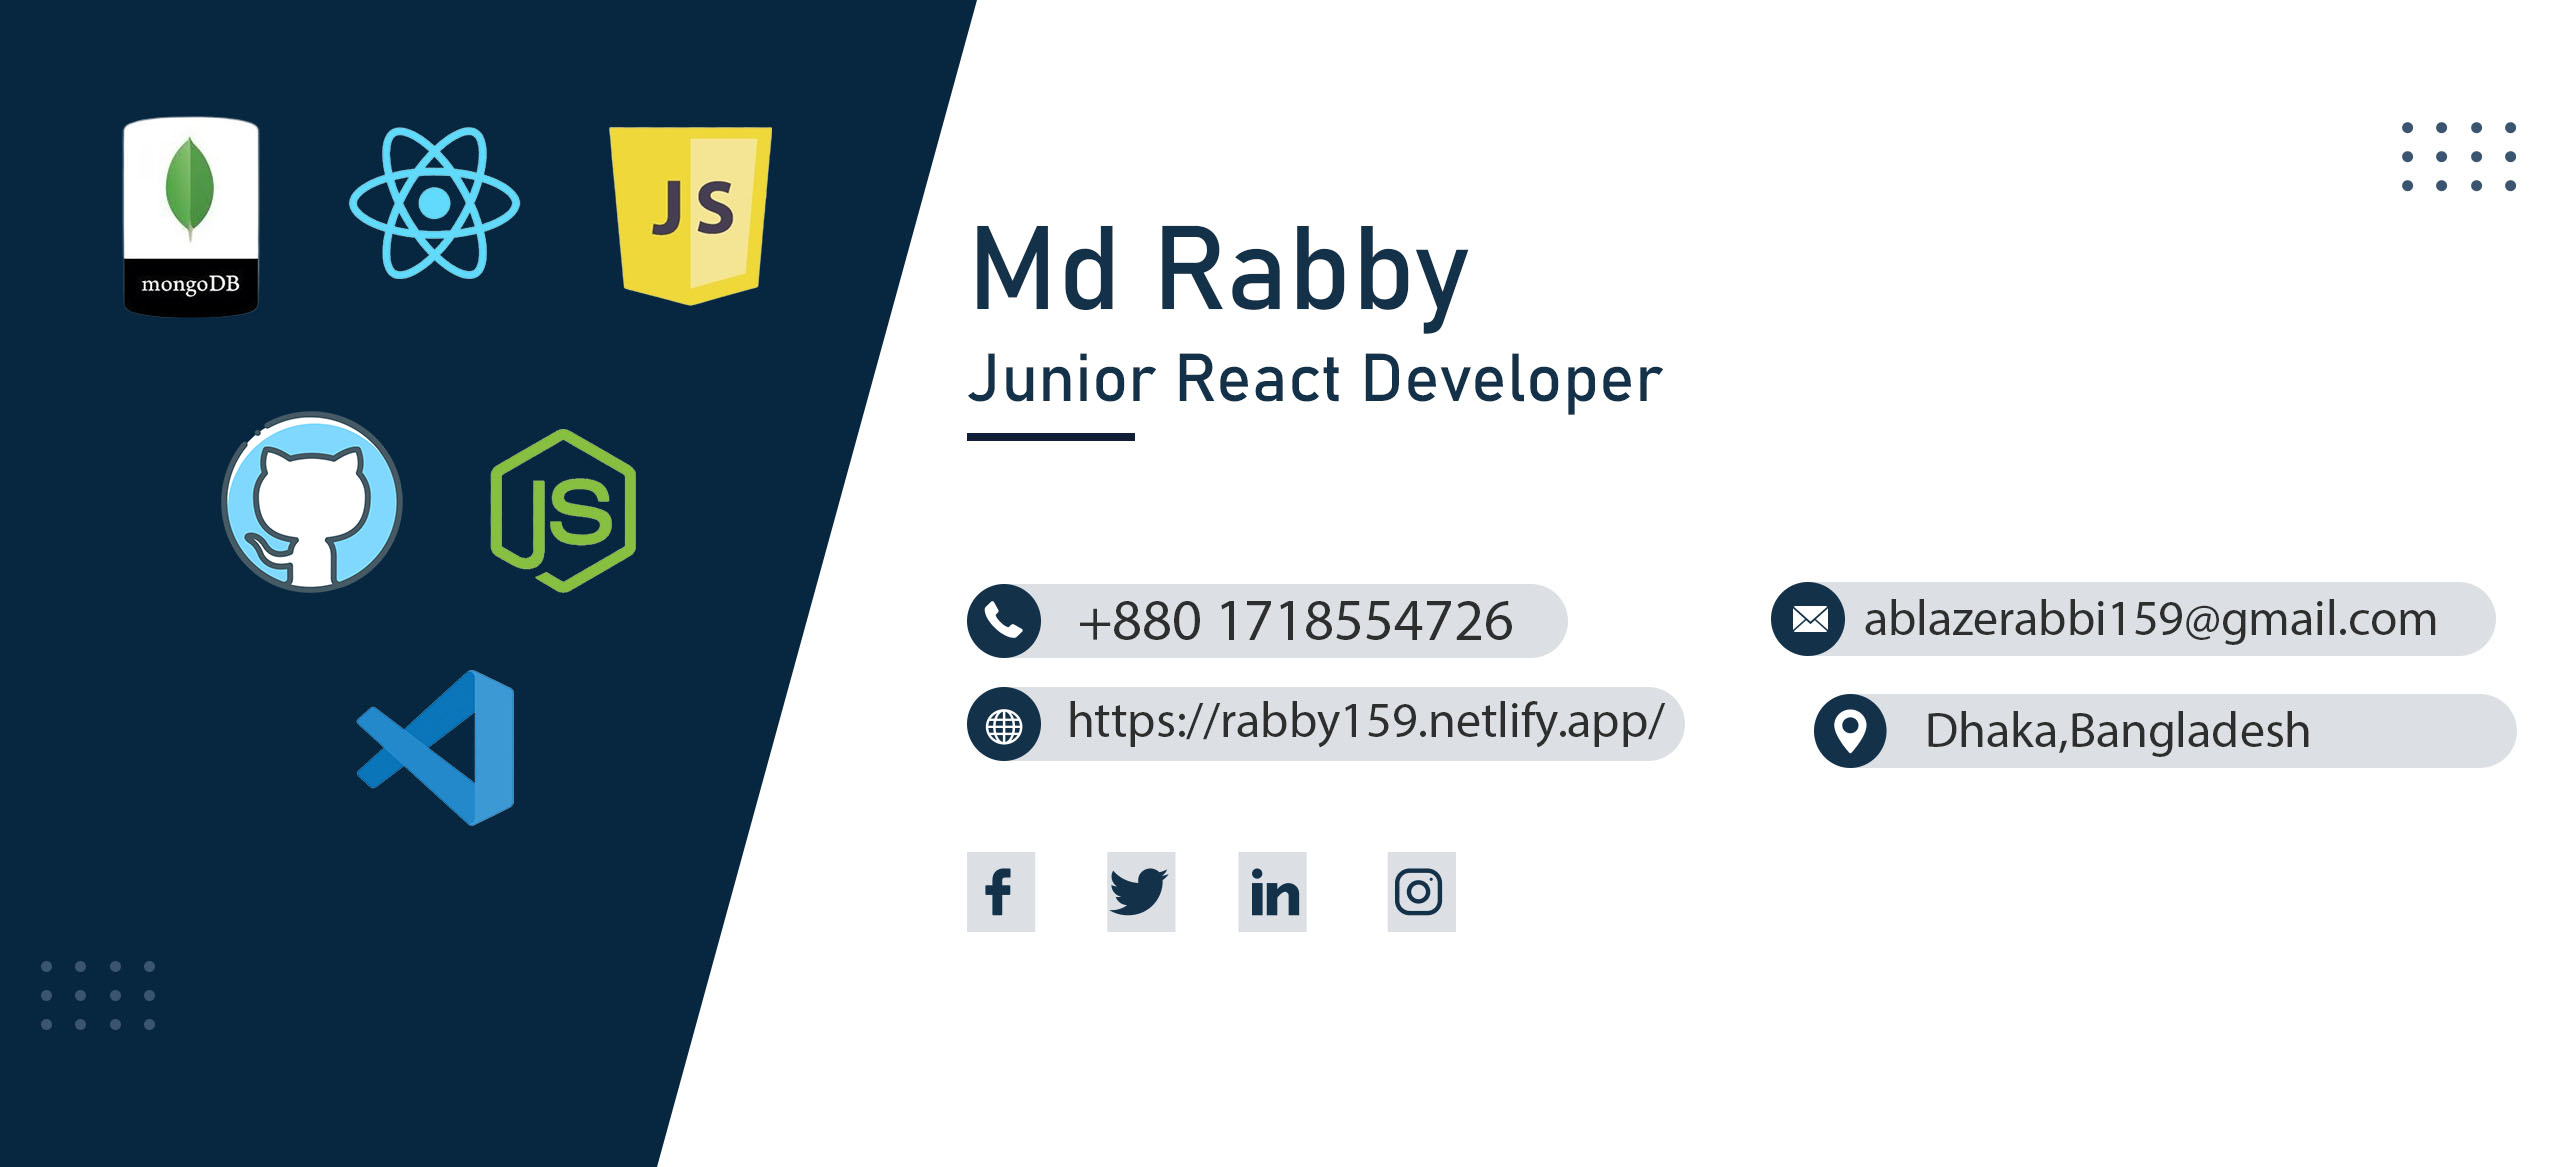 mongoDB
JS
JS
Md Rabby
Junior React Developer
+880 1718554726
ablazerabbi159@gmail.com
https://rabby159.netlify.app/
Dhaka,Bangladesh
f
in